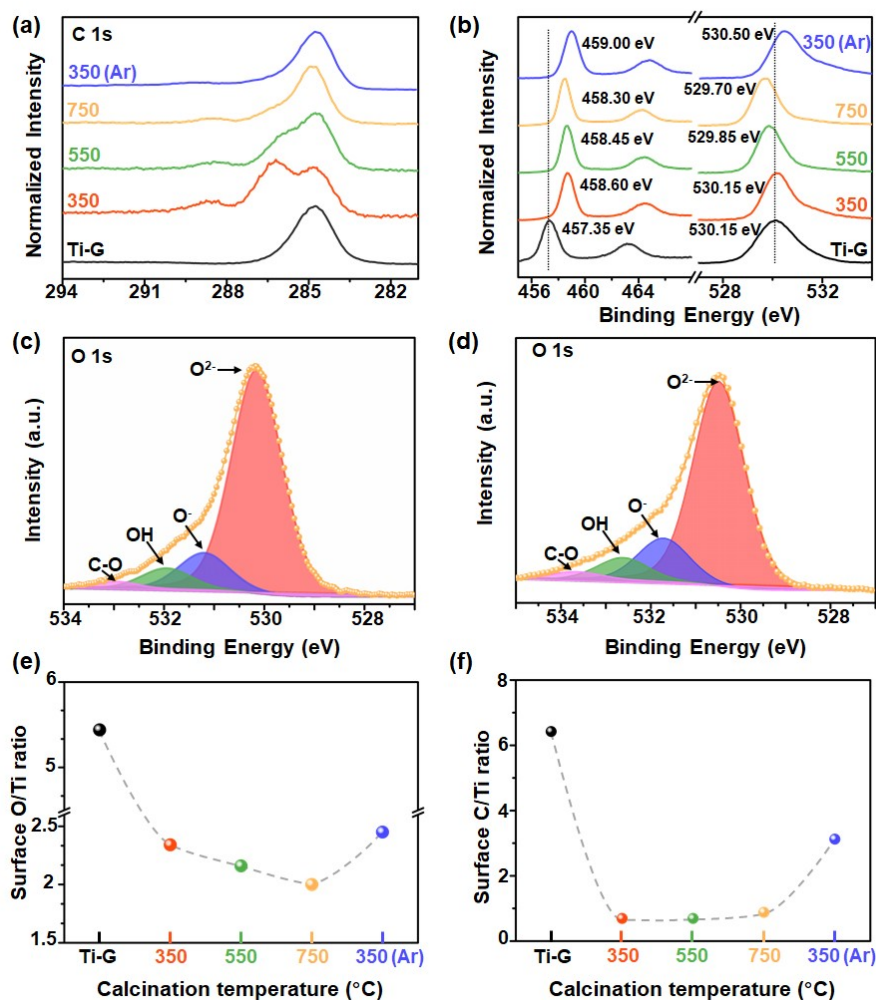 (a)
C 1s
350 (Ar)
750
550
350
Ti-G
Normalized Intensity
294 291 288 285 282
Binding Energy (eV)
(b)
459.00 eV
530.50 eV
350 (Ar)
458.30 eV
529.70 eV
750
458.45 eV
529.85 eV
550
458.60 eV
530.15 eV
350
457.35 eV
530.15 eV
Ti-G
Normalized Intensity
456 460 464 528 532
Binding Energy (eV)
(c)
O 1s
O2-
O-
OH
C-O
Intensity (a.u.)
534 532 530 528
Binding Energy (eV)
(d)
O 1s
O2-
O-
OH
C-O
Intensity (a.u.)
534 532 530 528
Binding Energy (eV)
(e)
6
5
2.5
2
1.5
Surface O/Ti ratio
Ti-G 350 550 750 350 (Ar)
Calcination temperature (°C)
(f)
8
6
4
2
0
Surface C/Ti ratio
Ti-G 350 550 750 350 (Ar)
Calcination temperature (°C)